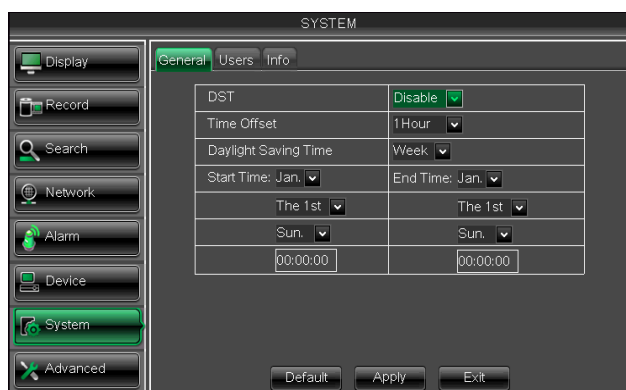 SYSTEM
Display
Record
Search
Network
Alarm
Device
System
Advanced
General Users Info
DST Disable
Time Offset 1Hour
Daylight Saving Time Week
Start Time: Jan. End Time: Jan.
The 1st The 1st
Sun. Sun.
00:00:00 00:00:00
Default Apply Exit